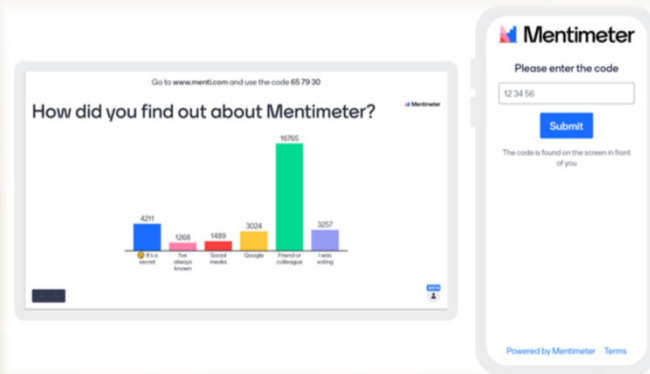 Go to www.menti.com and use the code 65 79 30
How did you find out about Mentimeter?
Mentimeter
16765
4211
1268
1489
3024
3257
It's a
secret
I've
always
known
Social
media
Google
Friend or
colleague
I was
voting
Mentimeter
Please enter the code
12 34 56
Submit
The code is found on the screen in front
of you
Powered by Mentimeter Terms